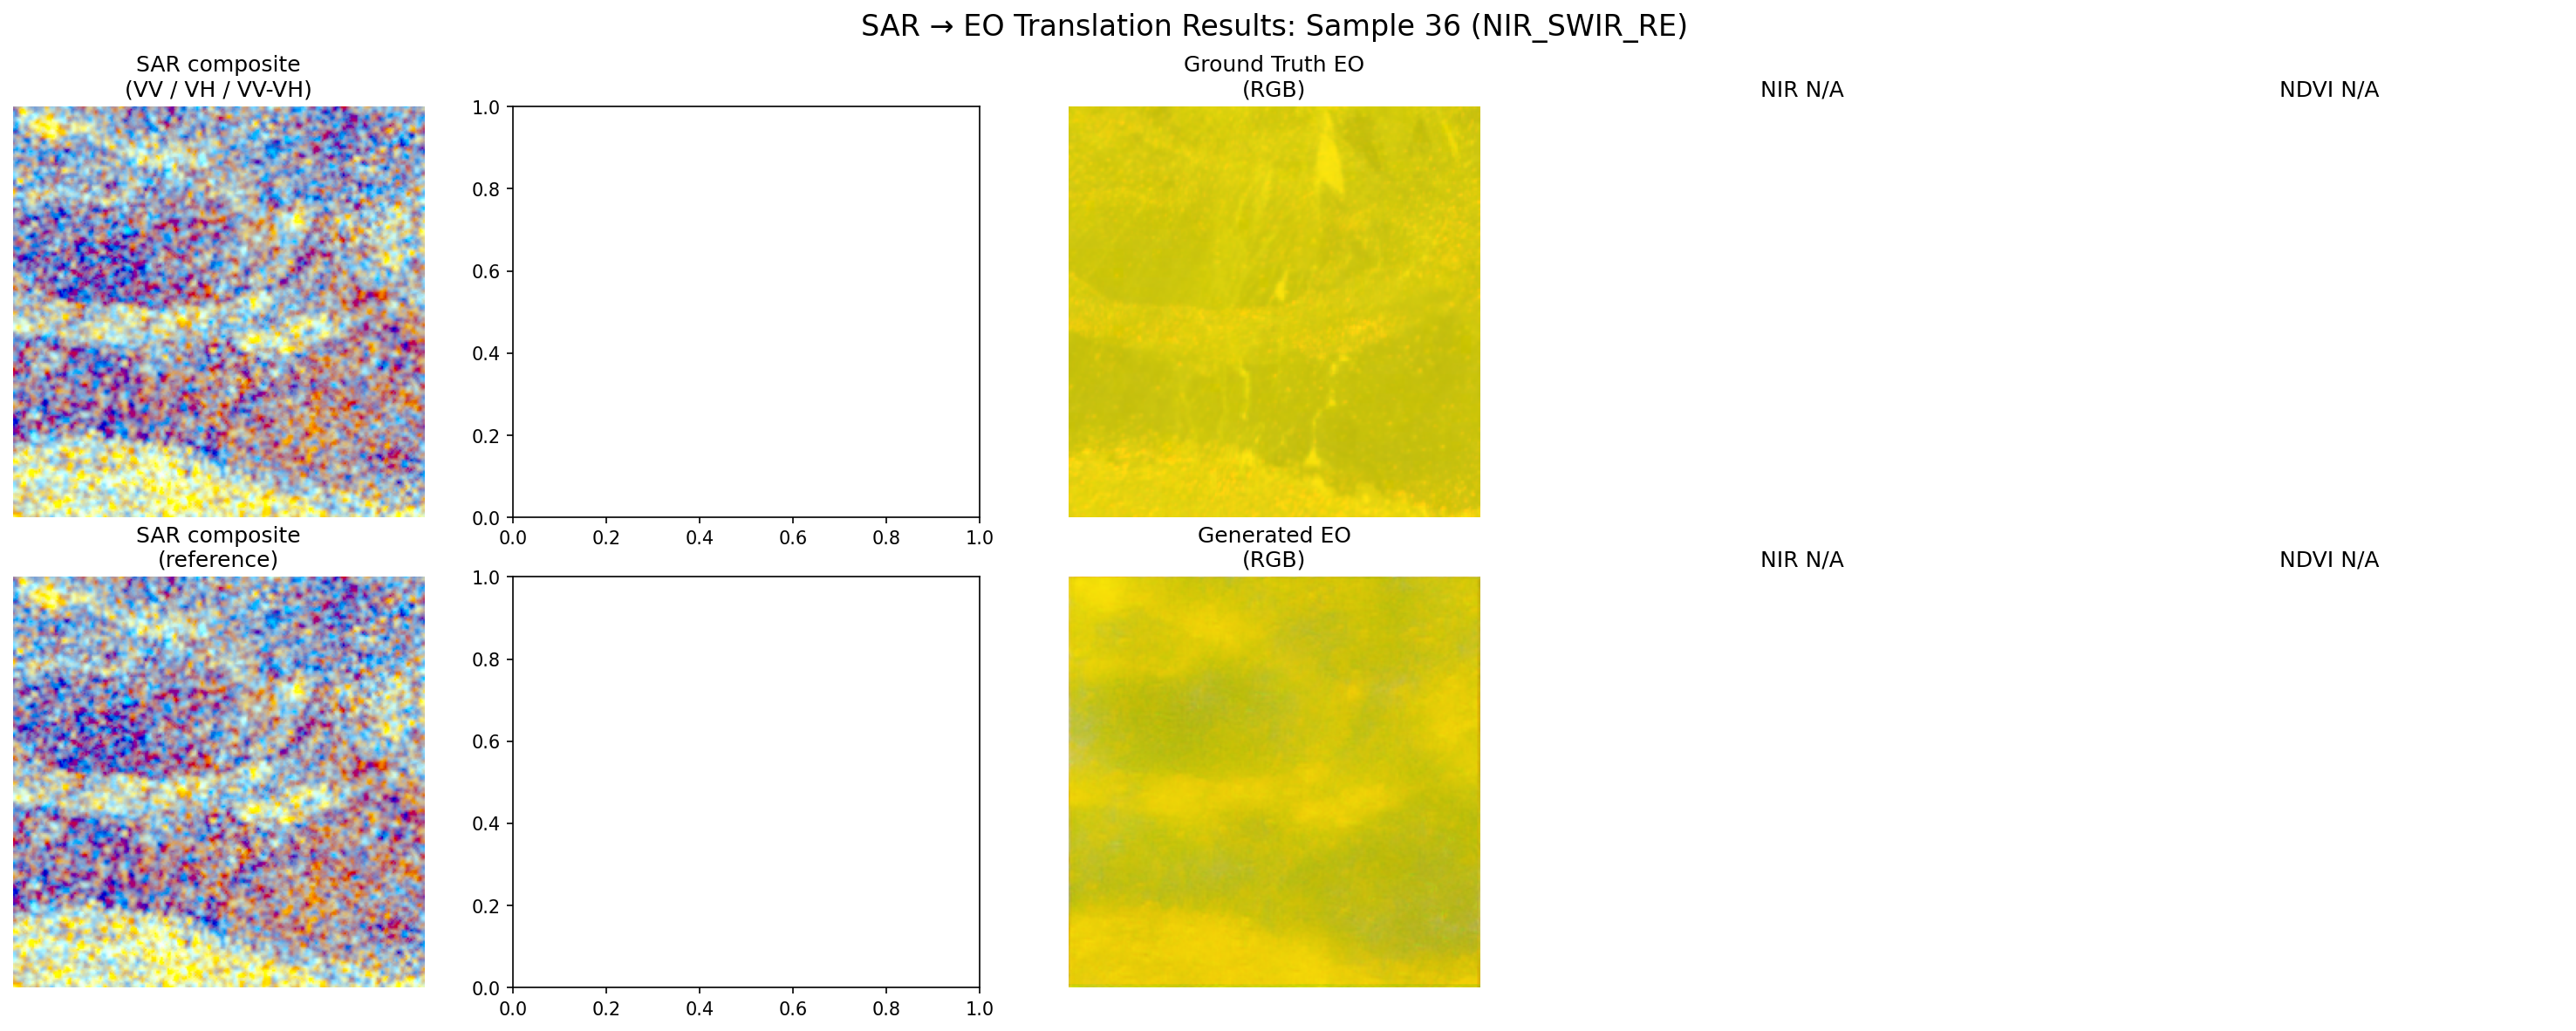 SAR → EO Translation Results: Sample 36 (NIR_SWIR_RE)
SAR composite
(VV / VH / VV-VH)
Ground Truth EO
(RGB)
NIR N/A
NDVI N/A
1.0
0.8
0.6
0.4
0.2
0.0
0.0 0.2 0.4 0.6 0.8 1.0
SAR composite
(reference)
Generated EO
(RGB)
NIR N/A
NDVI N/A
1.0
0.8
0.6
0.4
0.2
0.0
0.0 0.2 0.4 0.6 0.8 1.0